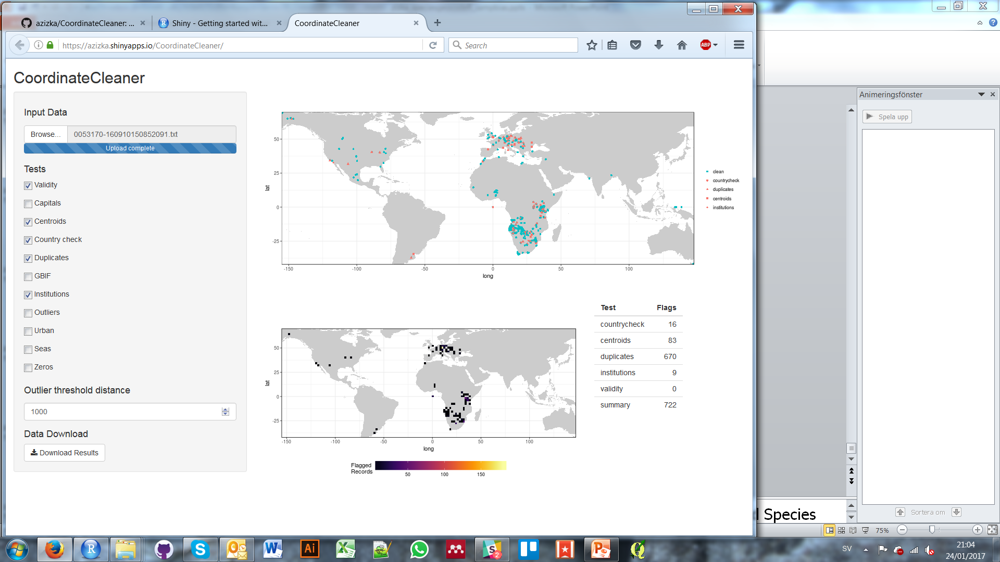 azizka/CoordinateCleaner: ...
Shiny - Getting started wit...
CoordinateCleaner
https://azizka.shinyapps.io/CoordinateCleaner/
Search
ABP
CoordinateCleaner
Input Data
Browse...
0053170-160910150852091.txt
Upload complete
Tests
Validity
Capitals
Centroids
Country check
Duplicates
GBIF
Institutions
Outliers
Urban
Seas
Zeros
Outlier threshold distance
1000
Data Download
Download Results
50
25
0
-25
lat
-150 -100 -50 0 50 100
long
clean
countrycheck
duplicates
centroids
institutions
50
25
0
-25
lat
-150 -100 -50 0 50 100
long
Flagged
Records
50 100 150
Test Flags
countrycheck 16
centroids 83
duplicates 670
institutions 9
validity 0
summary 722
Animeringsfönster
Spela upp
Sortera om
Species
75%
SV
21:04
24/01/2017